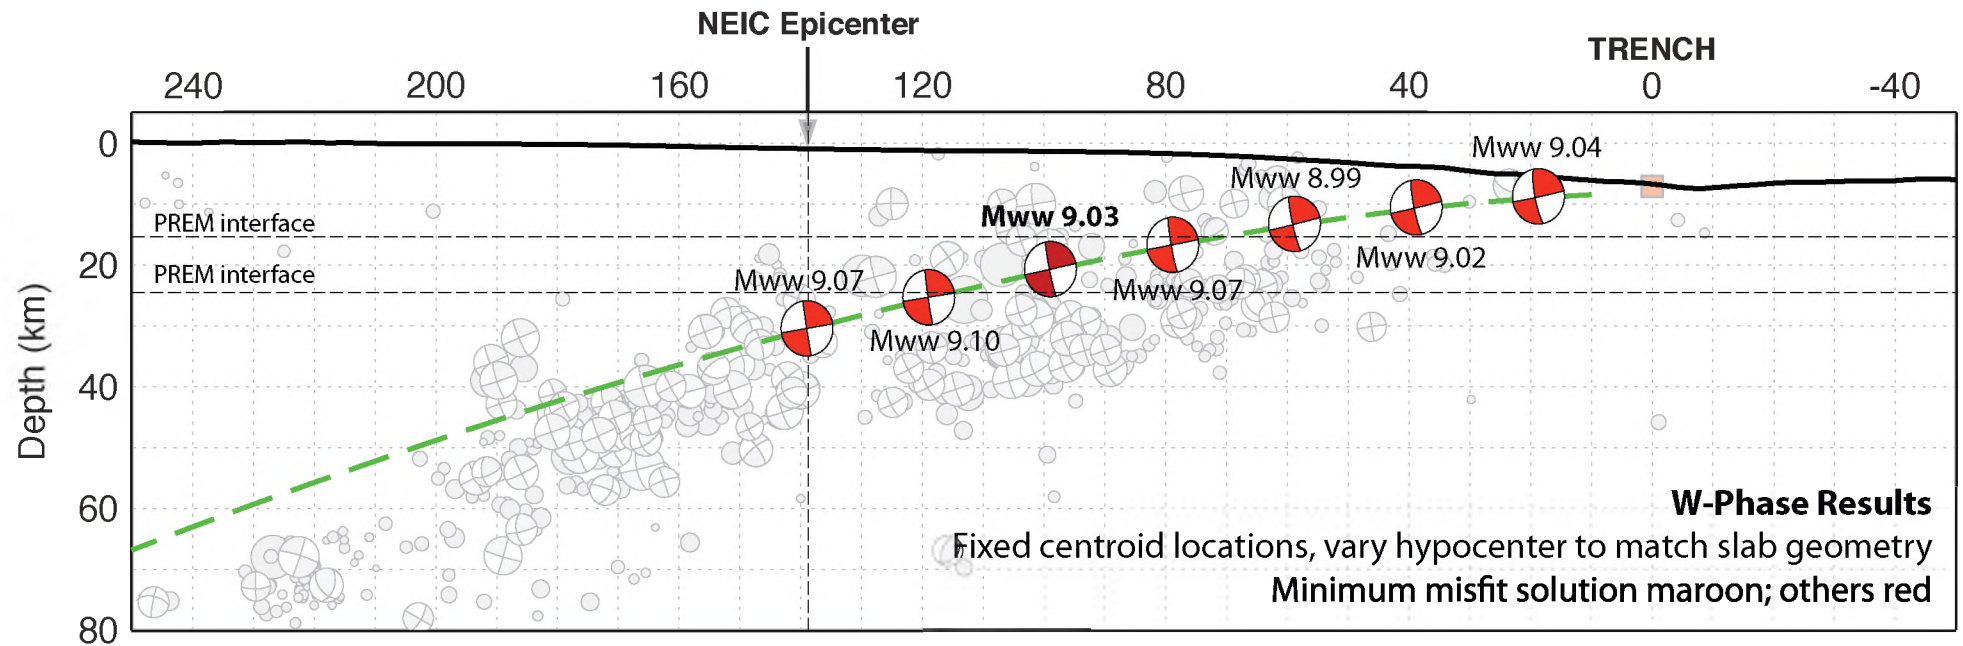 NEIC Epicenter
TRENCH
240 200 160 120 80 40 0 -40
0
Mww 9.04
Mww 8.99
Mww 9.03
PREM interface
Mww 9.02
20
PREM interface
Mww 9.07
Mww 9.07
Mww 9.10
Depth (km)
40
60
W-Phase Results
Fixed centroid locations, vary hypocenter to match slab geometry
Minimum misfit solution maroon; others red
80